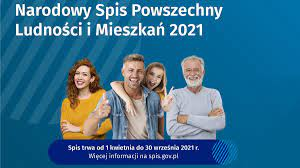 Narodowy Spis Powszechny
Ludności i Mieszkań 2021
Spis trwa od 1 kwietnia do 30 września 2021 r.
Więcej informacji na spis.gov.pl